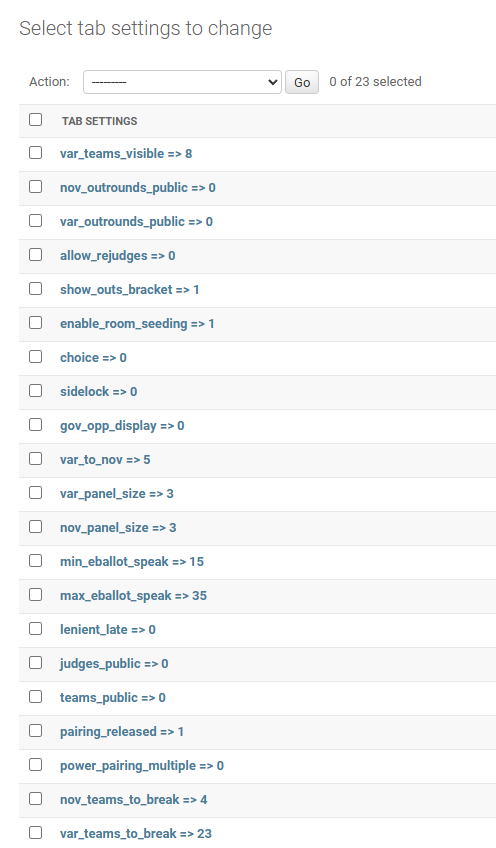 Select tab settings to change
Action: --------- Go 0 of 23 selected
TAB SETTINGS
var_teams_visible => 8
nov_outrounds_public => 0
var_outrounds_public => 0
allow_rejudges => 0
show_outs_bracket => 1
enable_room_seeding => 1
choice => 0
sidelock => 0
gov_opp_display => 0
var_to_nov => 5
var_panel_size => 3
nov_panel_size => 3
min_eballot_speak => 15
max_eballot_speak => 35
lenient_late => 0
judges_public => 0
teams_public => 0
pairing_released => 1
power_pairing_multiple => 0
nov_teams_to_break => 4
var_teams_to_break => 23